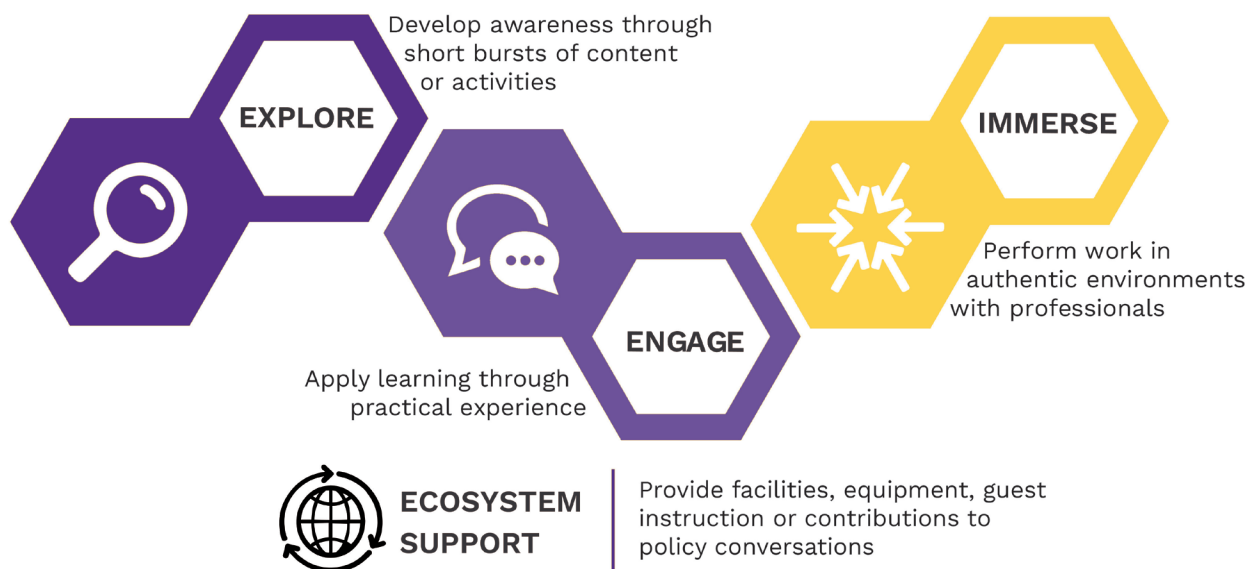 EXPLORE
Develop awareness through
short bursts of content
or activities
ENGAGE
Apply learning through
practical experience
IMMERSE
Perform work in
authentic environments
with professionals
ECOSYSTEM
SUPPORT
Provide facilities, equipment, guest
instruction or contributions to
policy conversations